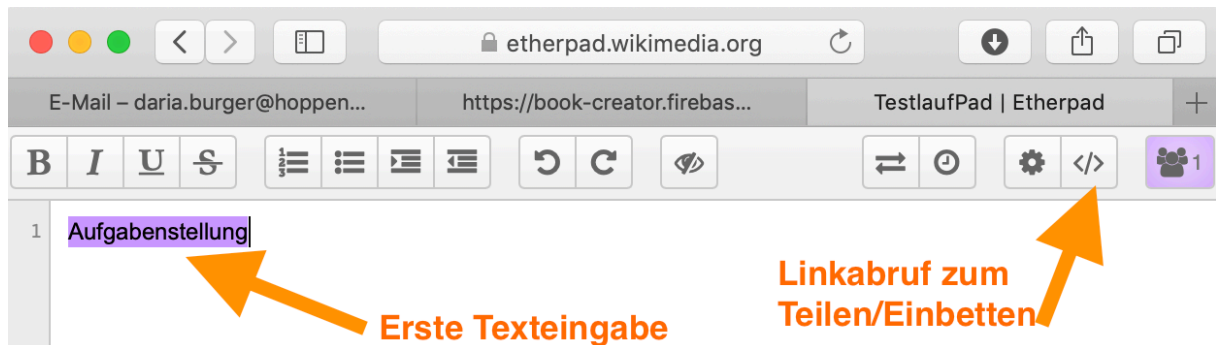 etherpad.wikimedia.org
E-Mail – daria.burger@hoppen...
https://book-creator.firebas...
TestlaufPad | Etherpad
B I U S 1
1 Aufgabenstellung
Linkabruf zum
Teilen/Einbetten
Erste Texteingabe